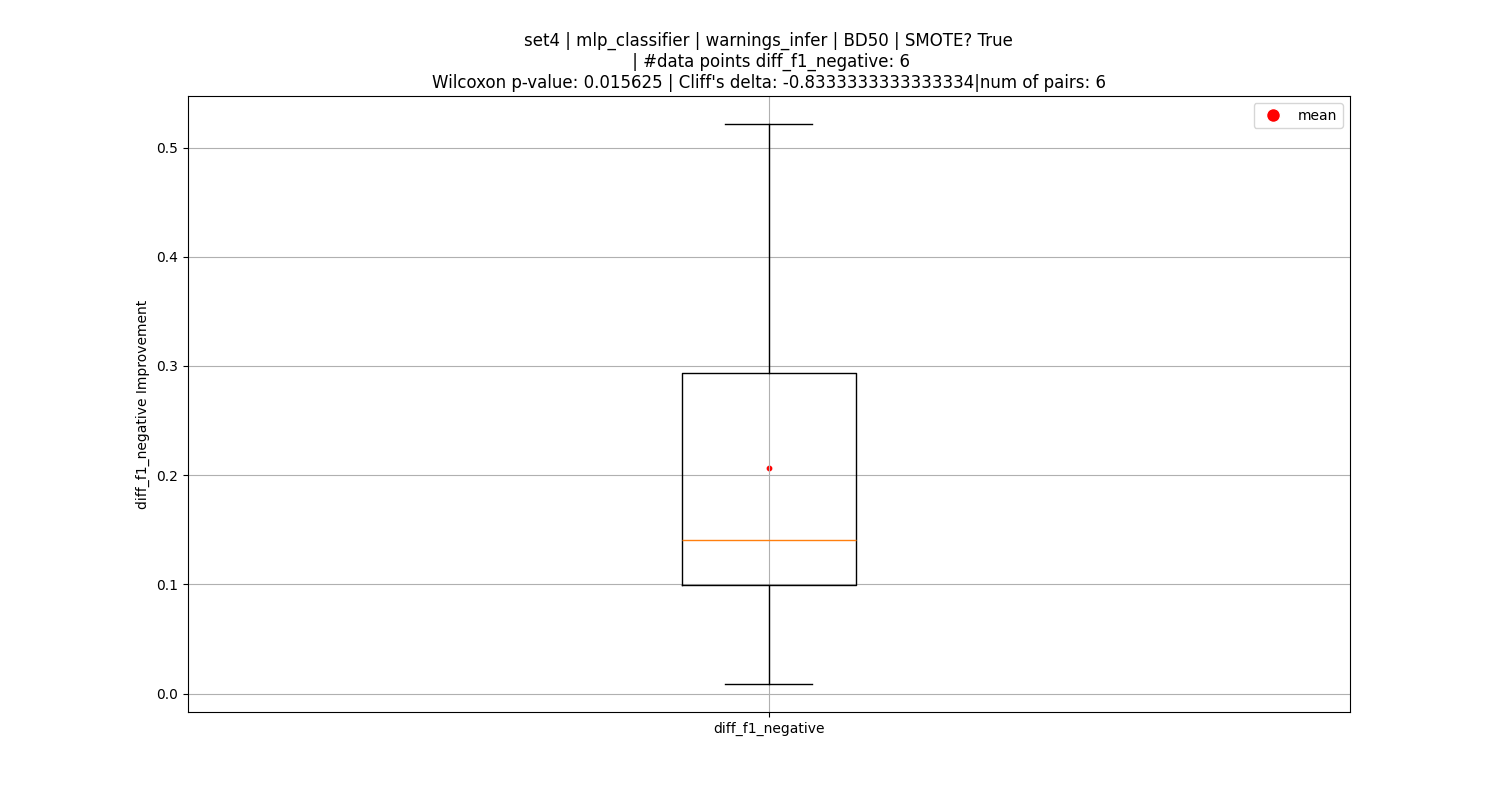 set4 | mlp_classifier | warnings_infer | BD50 | SMOTE? True
| #data points diff_f1_negative: 6
Wilcoxon p-value: 0.015625 | Cliff's delta: -0.8333333333333334|num of pairs: 6
mean
0.5
0.4
0.3
0.2
0.1
0.0
diff_f1_negative Improvement
diff_f1_negative